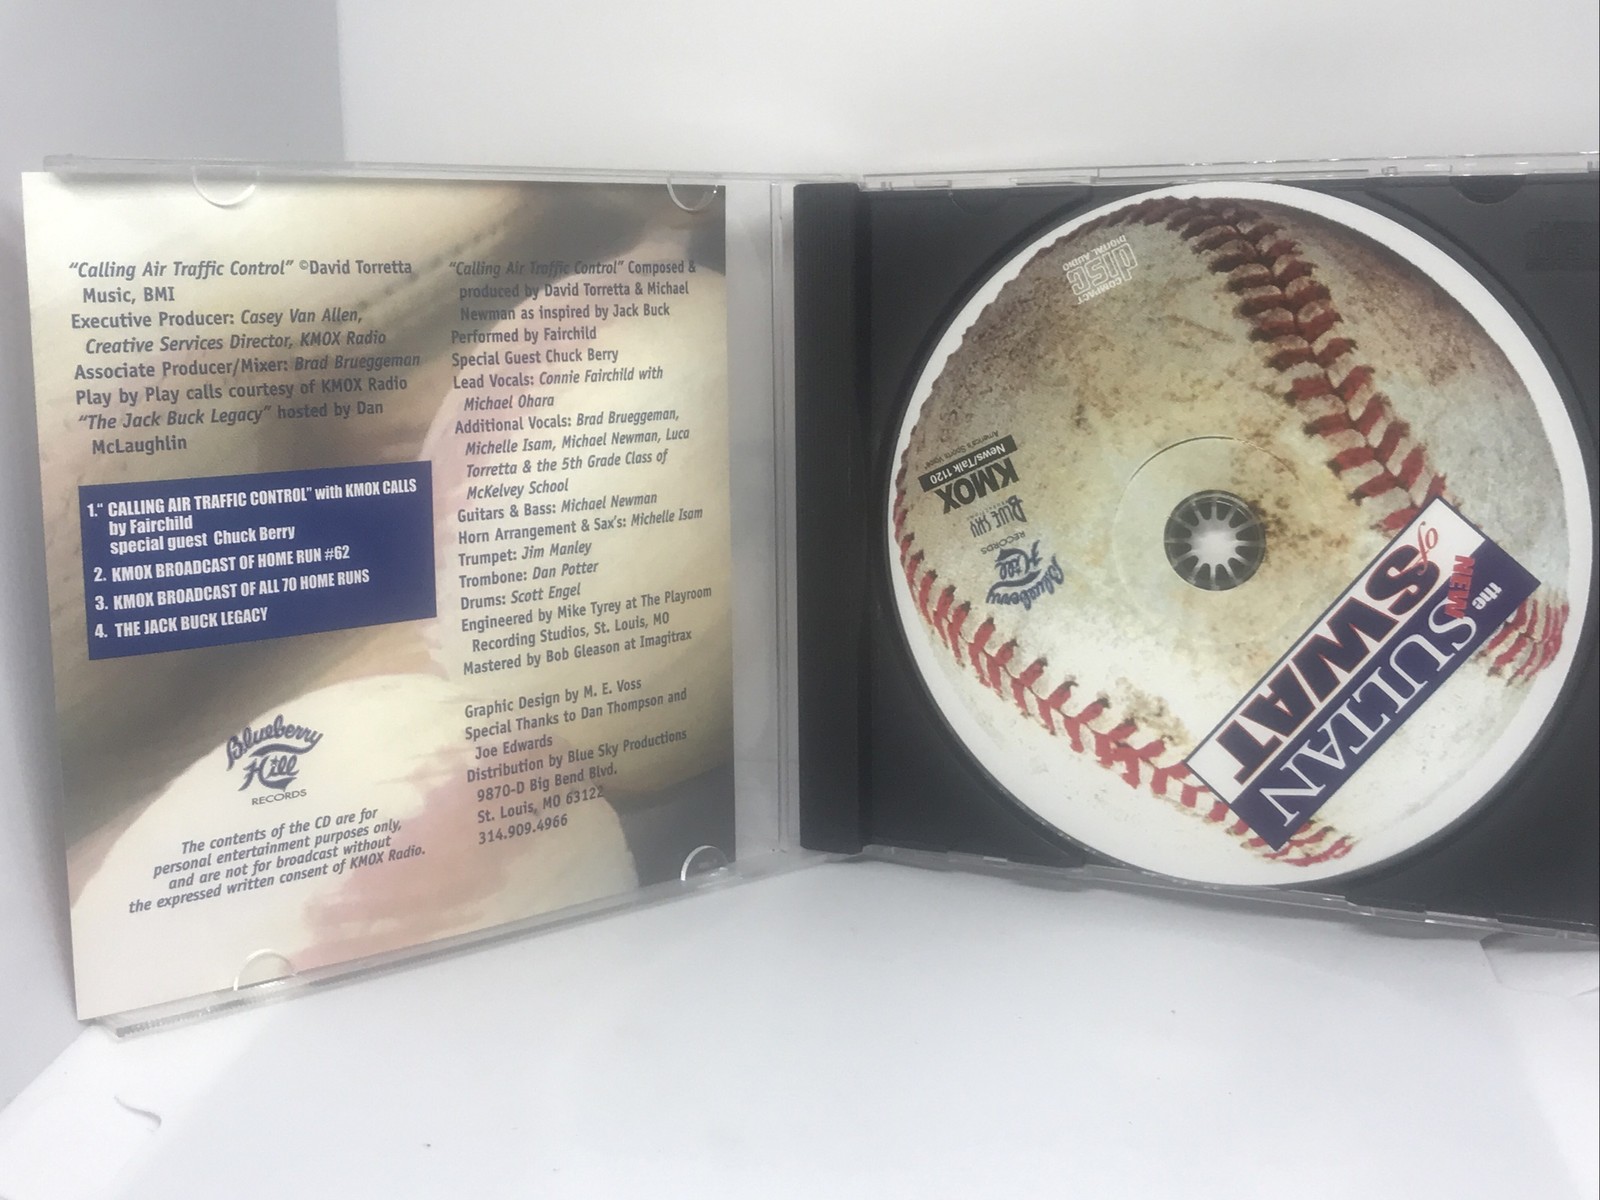 "Calling Air Traffic Control" ©David Torretta
Music, BMI
Executive Producer: Casey Van Allen,
Creative Services Director, KMOX Radio
Associate Producer/Mixer: Brad Brueggeman
Play by Play calls courtesy of KMOX Radio
"The Jack Buck Legacy" hosted by Dan
McLaughlin
1." CALLING AIR TRAFFIC CONTROL" with KMOX CALLS
by Fairchild
special guest Chuck Berry
2. KMOX BROADCAST OF HOME RUN #62
3. KMOX BROADCAST OF ALL 70 HOME RUNS
4. THE JACK BUCK LEGACY
Blueberry
Hill
RECORDS
The contents of the CD are for
personal entertainment purposes only,
and are not for broadcast without
the expressed written consent of KMOX Radio.
"Calling Air Traffic Control" Composed &
produced by David Torretta & Michael
Newman as inspired by Jack Buck
Performed by Fairchild
Special Guest Chuck Berry
Lead Vocals: Connie Fairchild with
Michael Ohara
Additional Vocals: Brad Brueggeman,
Michelle Isam, Michael Newman, Luca
Torretta & the 5th Grade Class of
McKelvey School
Guitars & Bass: Michael Newman
Horn Arrangement & Sax's: Michelle Isam
Trumpet: Jim Manley
Trombone: Dan Potter
Drums: Scott Engel
Engineered by Mike Tyrey at The Playroom
Recording Studios, St. Louis, MO
Mastered by Bob Gleason at Imagitrax
Graphic Design by M. E. Voss
Special Thanks to Dan Thompson and
Joe Edwards
Distribution by Blue Sky Productions
9870-D Big Bend Blvd.
St. Louis, MO 63122
314.909.4966
the
NEW
SULTAN
of
SWAT
COMPACT
disc
DIGITAL AUDIO
America's Sports Voice
News/Talk 1120
KMOX
BLUE SKY
Blueberry
Hill
RECORDS